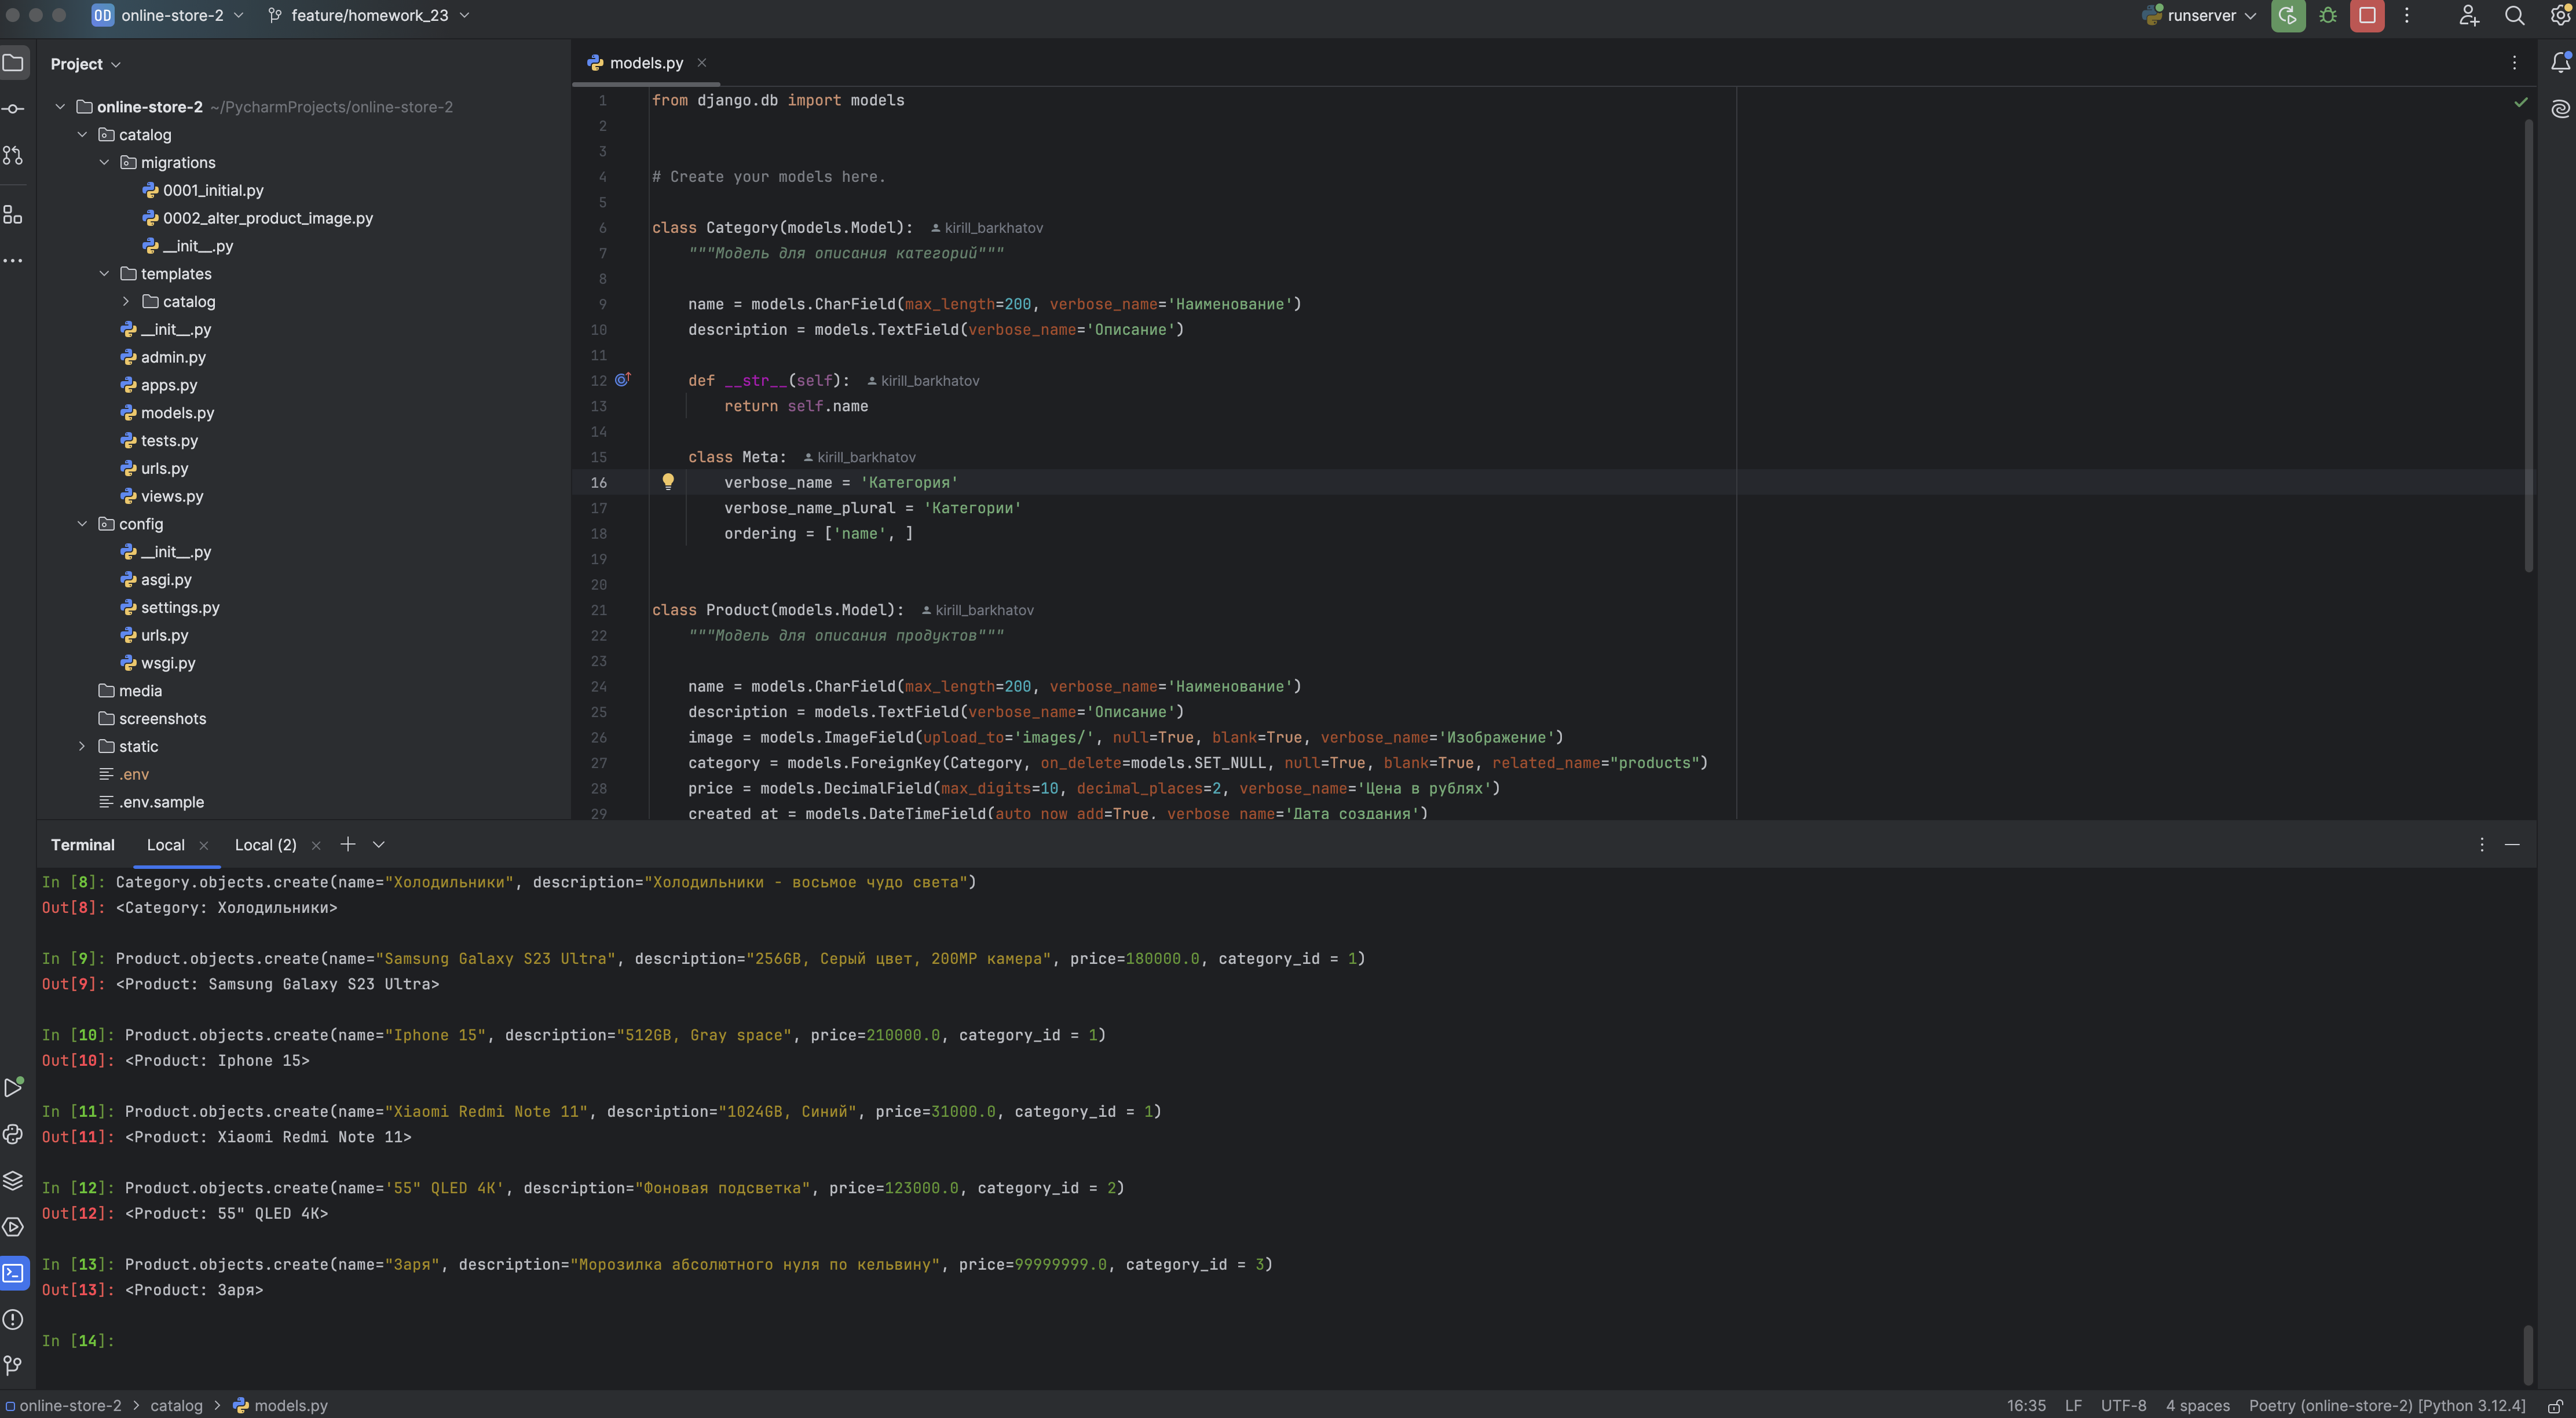 OD online-store-2 feature/homework_23 runserver
Project
models.py
online-store-2 ~/PycharmProjects/online-store-2
catalog
migrations
0001_initial.py
0002_alter_product_image.py
__init__.py
templates
catalog
__init__.py
admin.py
apps.py
models.py
tests.py
urls.py
views.py
config
__init__.py
asgi.py
settings.py
urls.py
wsgi.py
media
screenshots
static
.env
.env.sample
1 from django.db import models
2
3
4 # Create your models here.
5
6 class Category(models.Model): kirill_barkhatov
7 """Модель для описания категорий"""
8
9 name = models.CharField(max_length=200, verbose_name='Наименование')
10 description = models.TextField(verbose_name='Описание')
11
12 def __str__(self): kirill_barkhatov
13 return self.name
14
15 class Meta: kirill_barkhatov
16 verbose_name = 'Категория'
17 verbose_name_plural = 'Категории'
18 ordering = ['name', ]
19
20
21 class Product(models.Model): kirill_barkhatov
22 """Модель для описания продуктов"""
23
24 name = models.CharField(max_length=200, verbose_name='Наименование')
25 description = models.TextField(verbose_name='Описание')
26 image = models.ImageField(upload_to='images/', null=True, blank=True, verbose_name='Изображение')
27 category = models.ForeignKey(Category, on_delete=models.SET_NULL, null=True, blank=True, related_name="products")
28 price = models.DecimalField(max_digits=10, decimal_places=2, verbose_name='Цена в рублях')
29 created_at = models.DateTimeField(auto_now_add=True, verbose_name='Дата создания')
Terminal Local Local (2)
In [8]: Category.objects.create(name="Холодильники", description="Холодильники - восьмое чудо света")
Out[8]: <Category: Холодильники>
In [9]: Product.objects.create(name="Samsung Galaxy S23 Ultra", description="256GB, Серый цвет, 200MP камера", price=180000.0, category_id = 1)
Out[9]: <Product: Samsung Galaxy S23 Ultra>
In [10]: Product.objects.create(name="Iphone 15", description="512GB, Gray space", price=210000.0, category_id = 1)
Out[10]: <Product: Iphone 15>
In [11]: Product.objects.create(name="Xiaomi Redmi Note 11", description="1024GB, Синий", price=31000.0, category_id = 1)
Out[11]: <Product: Xiaomi Redmi Note 11>
In [12]: Product.objects.create(name='55" QLED 4K', description="Фоновая подсветка", price=123000.0, category_id = 2)
Out[12]: <Product: 55" QLED 4K>
In [13]: Product.objects.create(name="Заря", description="Морозилка абсолютного нуля по кельвину", price=99999999.0, category_id = 3)
Out[13]: <Product: Заря>
In [14]:
online-store-2 > catalog > models.py 16:35 LF UTF-8 4 spaces Poetry (online-store-2) [Python 3.12.4]